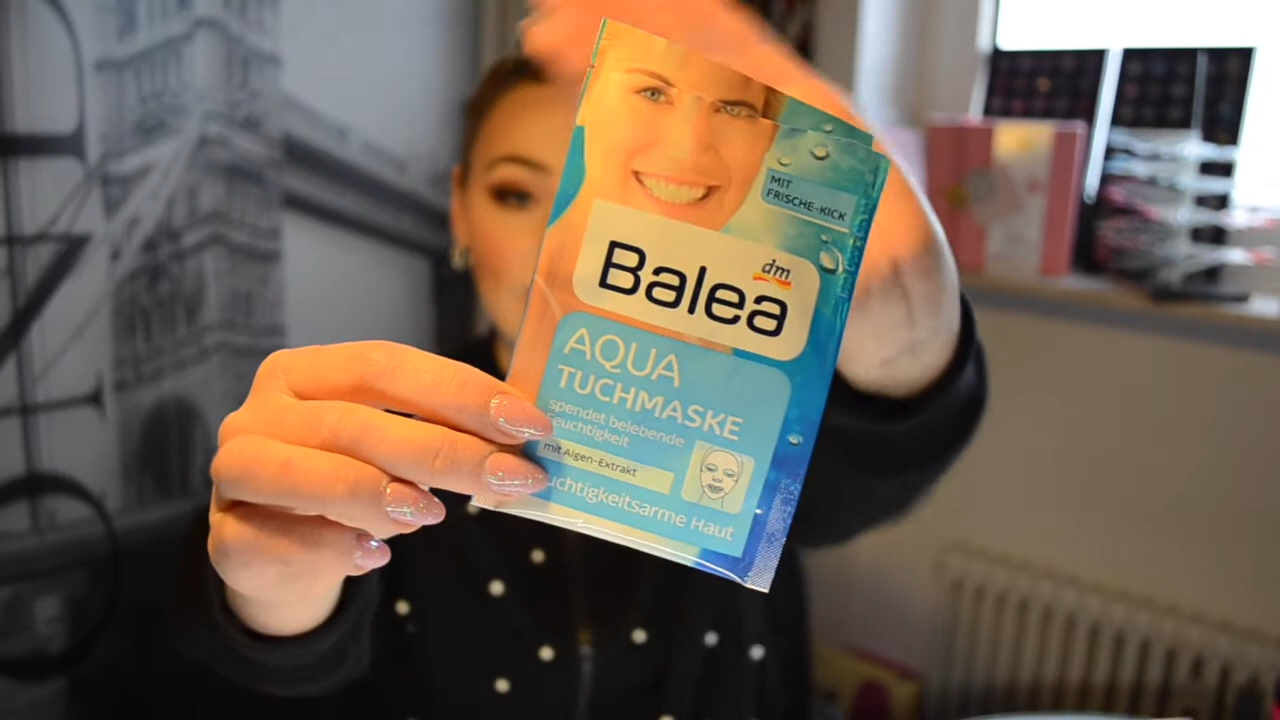 MIT
FRISCHE-KICK
dm
Balea
AQUA
TUCHMASKE
spendet belebende
Feuchtigkeit
mit Algen-Extrakt
uchtigkeitsarme Haut